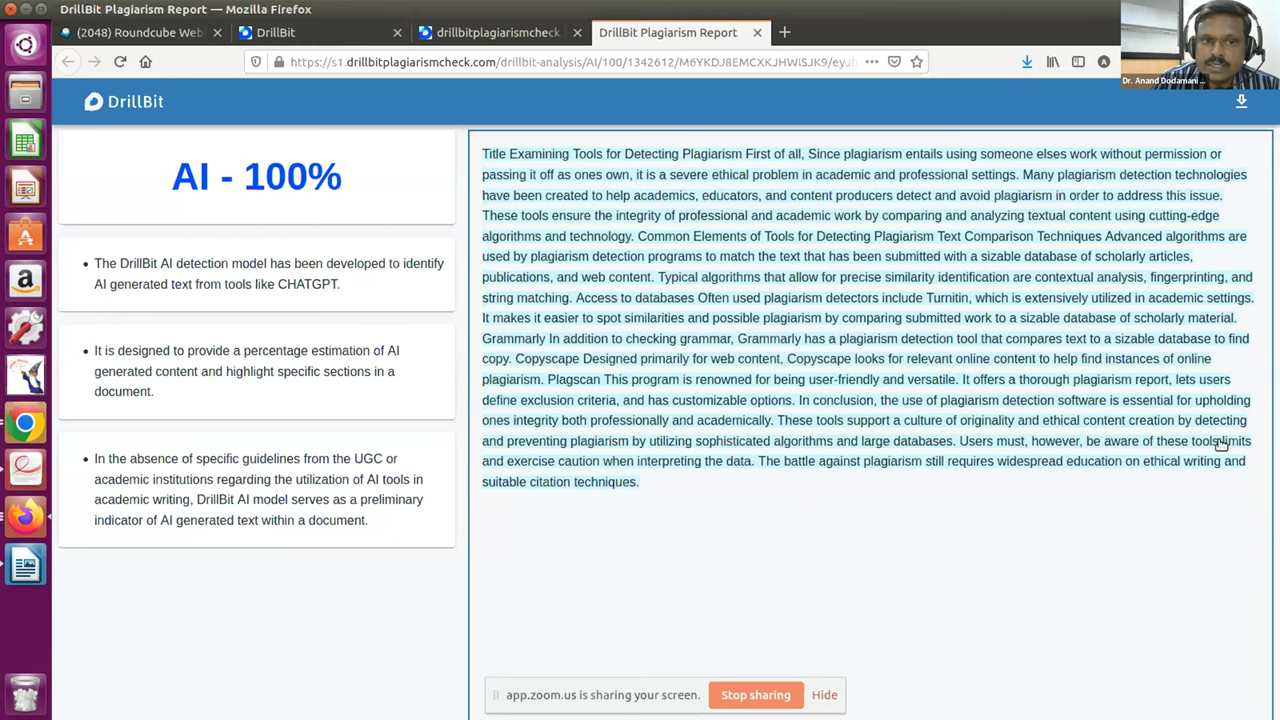 DrillBit Plagiarism Report — Mozilla Firefox
(2048) Roundcube Web
DrillBit
drillbitplagiarismcheck.
DrillBit Plagiarism Report
https://s1.drillbitplagiarismcheck.com/drillbit-analysis/AI/100/1342612/M6YKDJ8EMCXKJHWISJK9/eyJh
Dr. Anand Dodamani ...
DrillBit
AI - 100%
• The DrillBit AI detection model has been developed to identify
AI generated text from tools like CHATGPT.
• It is designed to provide a percentage estimation of AI
generated content and highlight specific sections in a
document.
• In the absence of specific guidelines from the UGC or
academic institutions regarding the utilization of AI tools in
academic writing, DrillBit AI model serves as a preliminary
indicator of AI generated text within a document.
Title Examining Tools for Detecting Plagiarism First of all, Since plagiarism entails using someone elses work without permission or
passing it off as ones own, it is a severe ethical problem in academic and professional settings. Many plagiarism detection technologies
have been created to help academics, educators, and content producers detect and avoid plagiarism in order to address this issue.
These tools ensure the integrity of professional and academic work by comparing and analyzing textual content using cutting-edge
algorithms and technology. Common Elements of Tools for Detecting Plagiarism Text Comparison Techniques Advanced algorithms are
used by plagiarism detection programs to match the text that has been submitted with a sizable database of scholarly articles,
publications, and web content. Typical algorithms that allow for precise similarity identification are contextual analysis, fingerprinting, and
string matching. Access to databases Often used plagiarism detectors include Turnitin, which is extensively utilized in academic settings.
It makes it easier to spot similarities and possible plagiarism by comparing submitted work to a sizable database of scholarly material.
Grammarly In addition to checking grammar, Grammarly has a plagiarism detection tool that compares text to a sizable database to find
copy. Copyscape Designed primarily for web content, Copyscape looks for relevant online content to help find instances of online
plagiarism. Plagscan This program is renowned for being user-friendly and versatile. It offers a thorough plagiarism report, lets users
define exclusion criteria, and has customizable options. In conclusion, the use of plagiarism detection software is essential for upholding
ones integrity both professionally and academically. These tools support a culture of originality and ethical content creation by detecting
and preventing plagiarism by utilizing sophisticated algorithms and large databases. Users must, however, be aware of these tools limits
and exercise caution when interpreting the data. The battle against plagiarism still requires widespread education on ethical writing and
suitable citation techniques.
app.zoom.us is sharing your screen.
Stop sharing
Hide